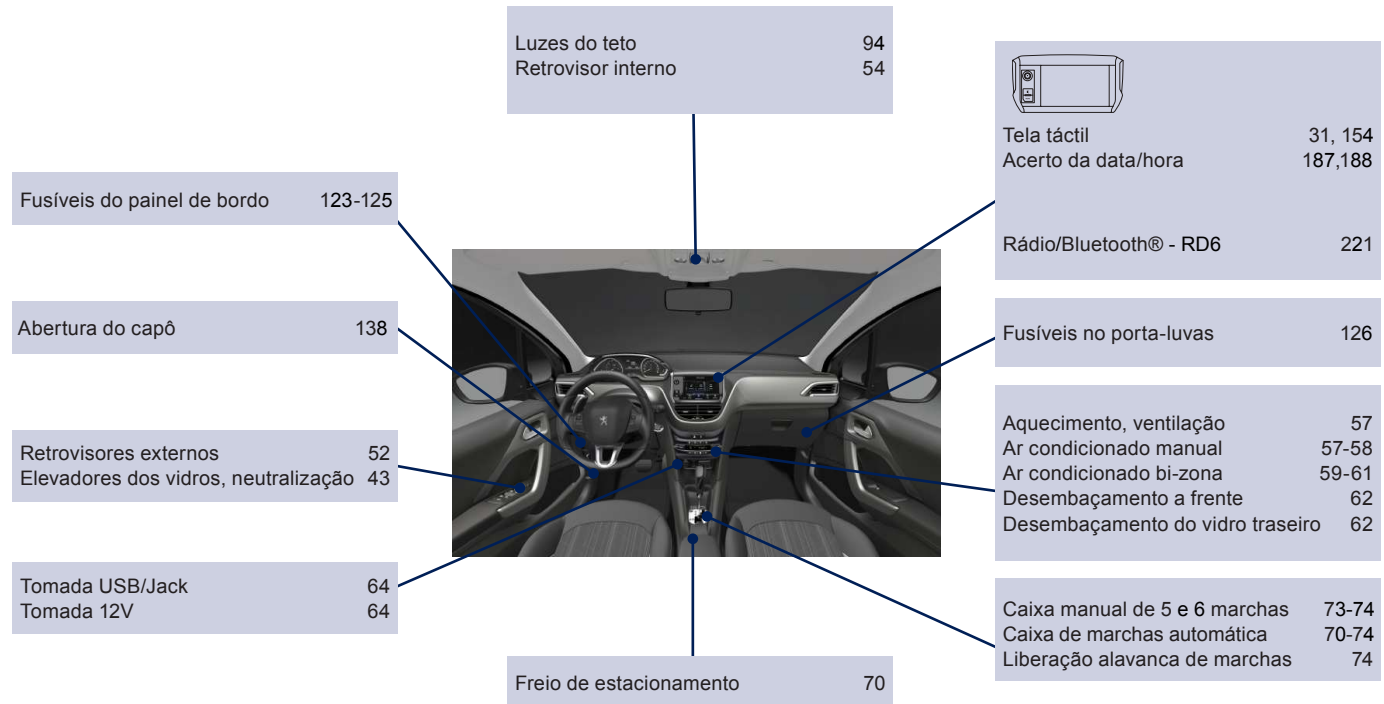 Luzes do teto 94
Retrovisor interno 54
Tela táctil 31, 154
Acerto da data/hora 187,188
Rádio/Bluetooth® - RD6 221
Fusíveis do painel de bordo 123-125
Abertura do capô 138
Fusíveis no porta-luvas 126
Retrovisores externos 52
Elevadores dos vidros, neutralização 43
Aquecimento, ventilação 57
Ar condicionado manual 57-58
Ar condicionado bi-zona 59-61
Desembaçamento a frente 62
Desembaçamento do vidro traseiro 62
Tomada USB/Jack 64
Tomada 12V 64
Caixa manual de 5 e 6 marchas 73-74
Caixa de marchas automática 70-74
Liberação alavanca de marchas 74
Freio de estacionamento 70